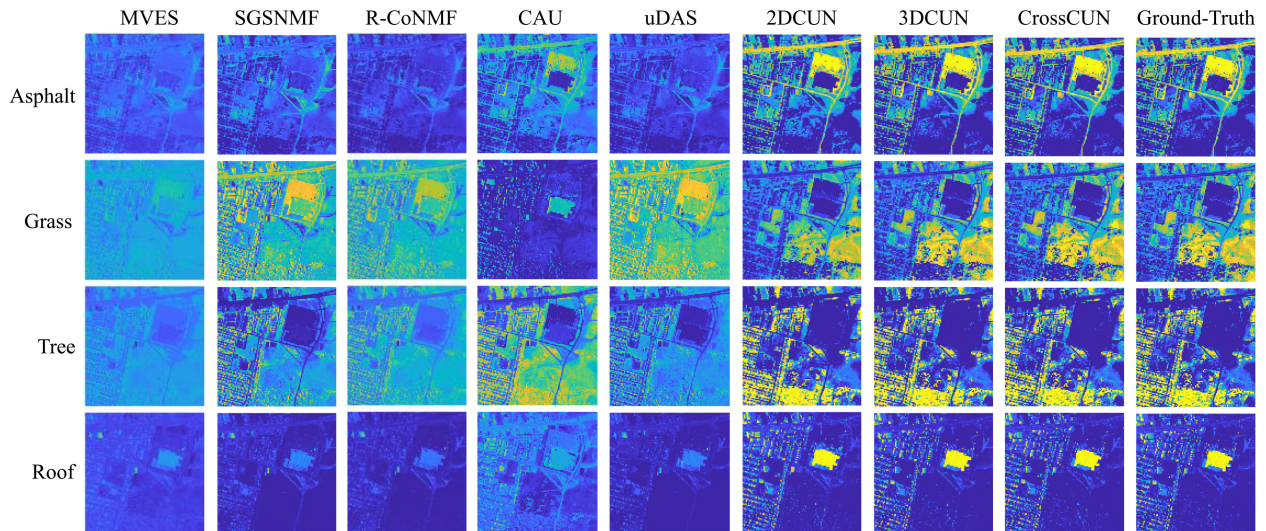 MVES SGSNMF R-CoNMF CAU uDAS 2DCUN 3DCUN CrossCUN Ground-Truth
Asphalt
Grass
Tree
Roof